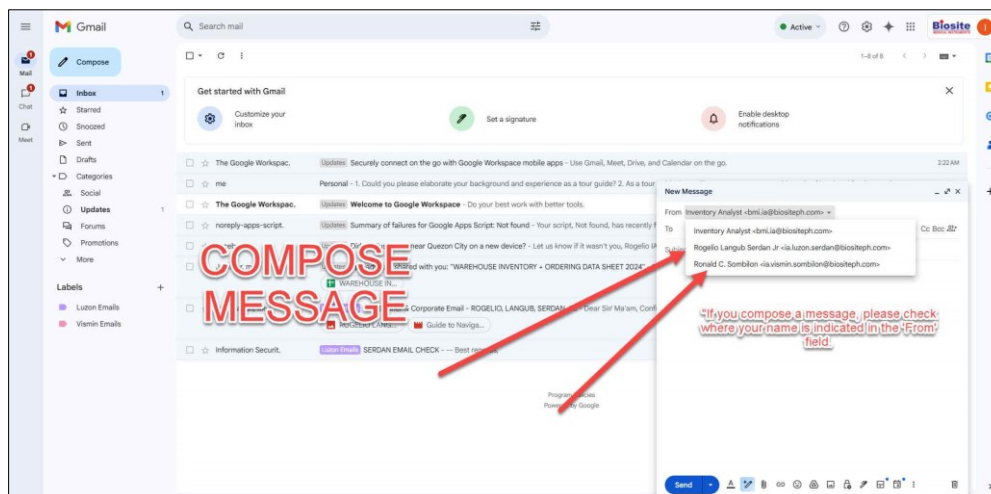 Gmail
Search mail
Active
Biosite
Mail
Chat
Meet
Compose
Inbox 1
Starred
Snoozed
Sent
Drafts
Categories
Social
Updates 1
Forums
Promotions
More
Labels
Luzon Emails
Vismin Emails
1–8 of 8
Get started with Gmail
Customize your
inbox
Set a signature
Enable desktop
notifications
The Google Workspac. Updates Securely connect on the go with Google Workspace mobile apps - Use Gmail, Meet, Drive, and Calendar on the go. 2:22 AM
me Personal - 1. Could you please elaborate your background and experience as a tour guide? 2. As a tour
The Google Workspac. Updates Welcome to Google Workspace - Do your best work with better tools.
noreply-apps-script. Updates Summary of failures for Google Apps Script: Not found - Your script, Not found, has recently
near Quezon City on a new device? - Let us know if it wasn't you, Rogelio
shared with you: "WAREHOUSE INVENTORY + ORDERING DATA SHEET 2024"
WAREHOUSE IN...
& Corporate Email - ROGELIO, LANGUB, SERDAN, Dear Sir/ Ma'am,
ROGELIO LANG... Guide to Naviga...
Information Securit. Luzon Emails SERDAN EMAIL CHECK - -- Best
COMPOSE
MESSAGE
Powered by Google
New Message
From Inventory Analyst <bmi.ia@biositeph.com>
To Cc Bcc
Inventory Analyst <bmi.ia@biositeph.com>
Rogelio Langub Serdan Jr <ia.luzon.serdan@biositeph.com>
Ronald C. Sombilon <ia.vismin.sombilon@biositeph.com>
"If you compose a message, please check
where your name is indicated in the 'From'
field.
Send